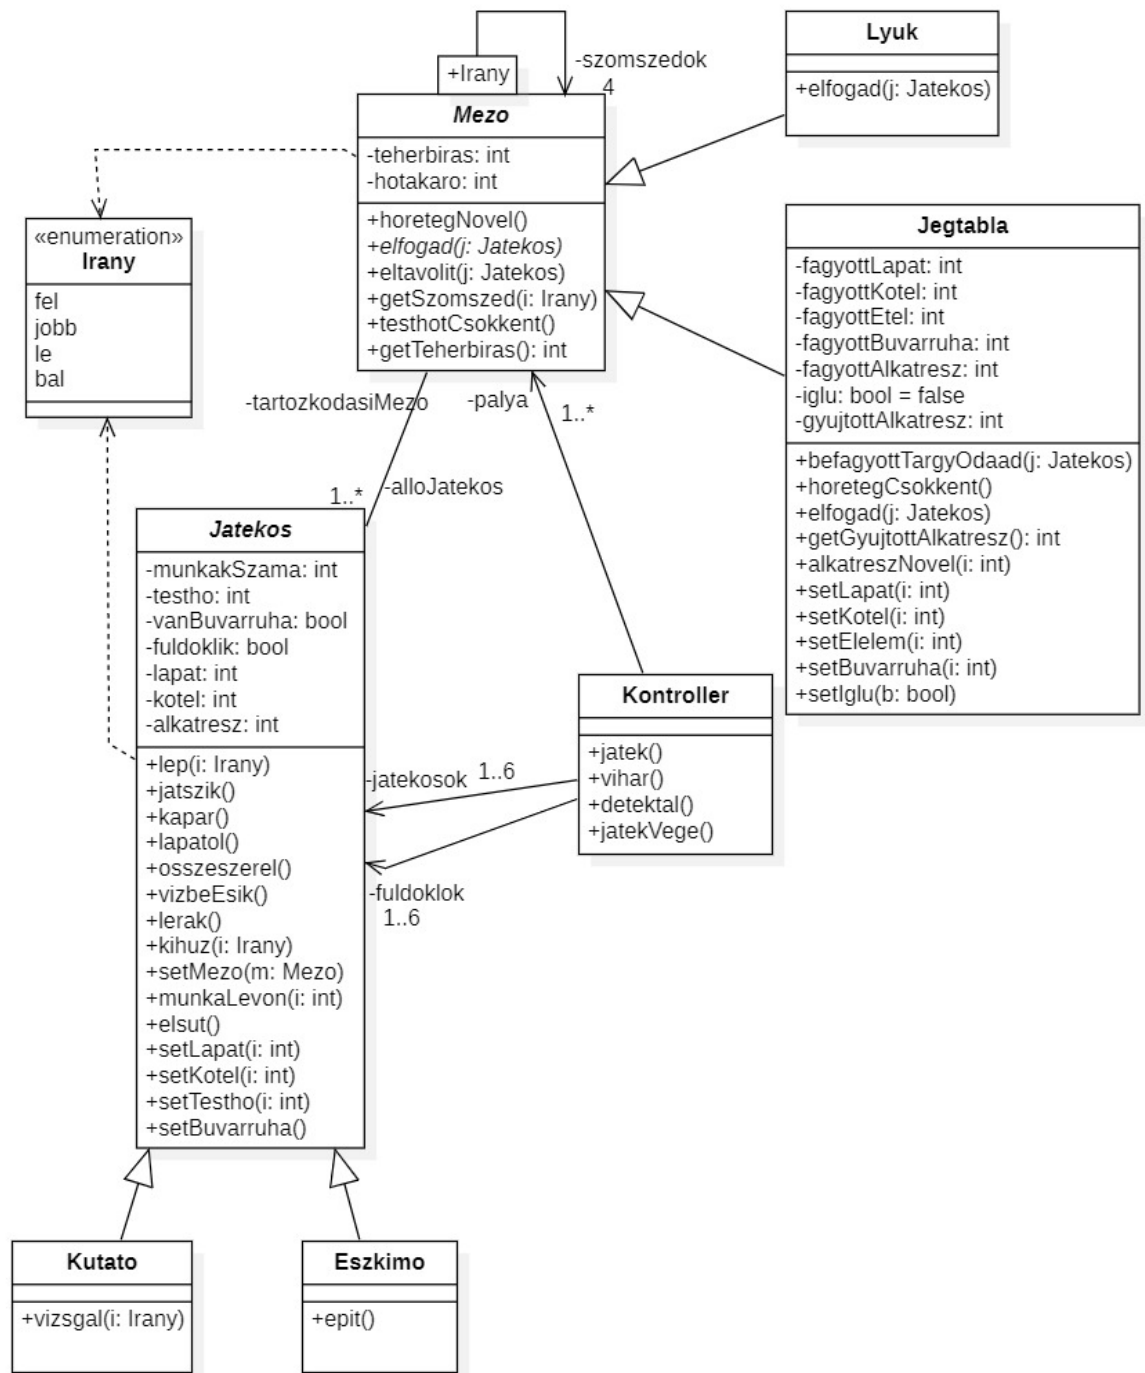 +Irany
-szomszedok
4
Mezo
-teherbiras: int
-hotakaro: int
+horetegNovel()
+elfogad(j: Jatekos)
+eltavolit(j: Jatekos)
+getSzomszed(i: Irany)
+testhotCsokkent()
+getTeherbiras(): int
Lyuk
+elfogad(j: Jatekos)
«enumeration»
Irany
fel
jobb
le
bal
Jegtabla
-fagyottLapat: int
-fagyottKotel: int
-fagyottEtel: int
-fagyottBuvarruha: int
-fagyottAlkatresz: int
-iglu: bool = false
-gyujtottAlkatresz: int
+befagyottTargyOdaad(j: Jatekos)
+horetegCsokkent()
+elfogad(j: Jatekos)
+getGyujtottAlkatresz(): int
+alkatreszNovel(i: int)
+setLapat(i: int)
+setKotel(i: int)
+setElelem(i: int)
+setBuvarruha(i: int)
+setIglu(b: bool)
-tartozkodasiMezo
-palya
1..*
1..*
-alloJatekos
Jatekos
-munkakSzama: int
-testho: int
-vanBuvarruha: bool
-fuldoklik: bool
-lapat: int
-kotel: int
-alkatresz: int
+lep(i: Irany)
+jatszik()
+kapar()
+lapatol()
+osszeszerel()
+vizbeEsik()
+lerak()
+kihuz(i: Irany)
+setMezo(m: Mezo)
+munkaLevon(i: int)
+elsut()
+setLapat(i: int)
+setKotel(i: int)
+setTestho(i: int)
+setBuvarruha()
Kontroller
+jatek()
+vihar()
+detektal()
+jatekVege()
-jatekosok
1..6
-fuldoklok
1..6
Kutato
+vizsgal(i: Irany)
Eszkimo
+epit()